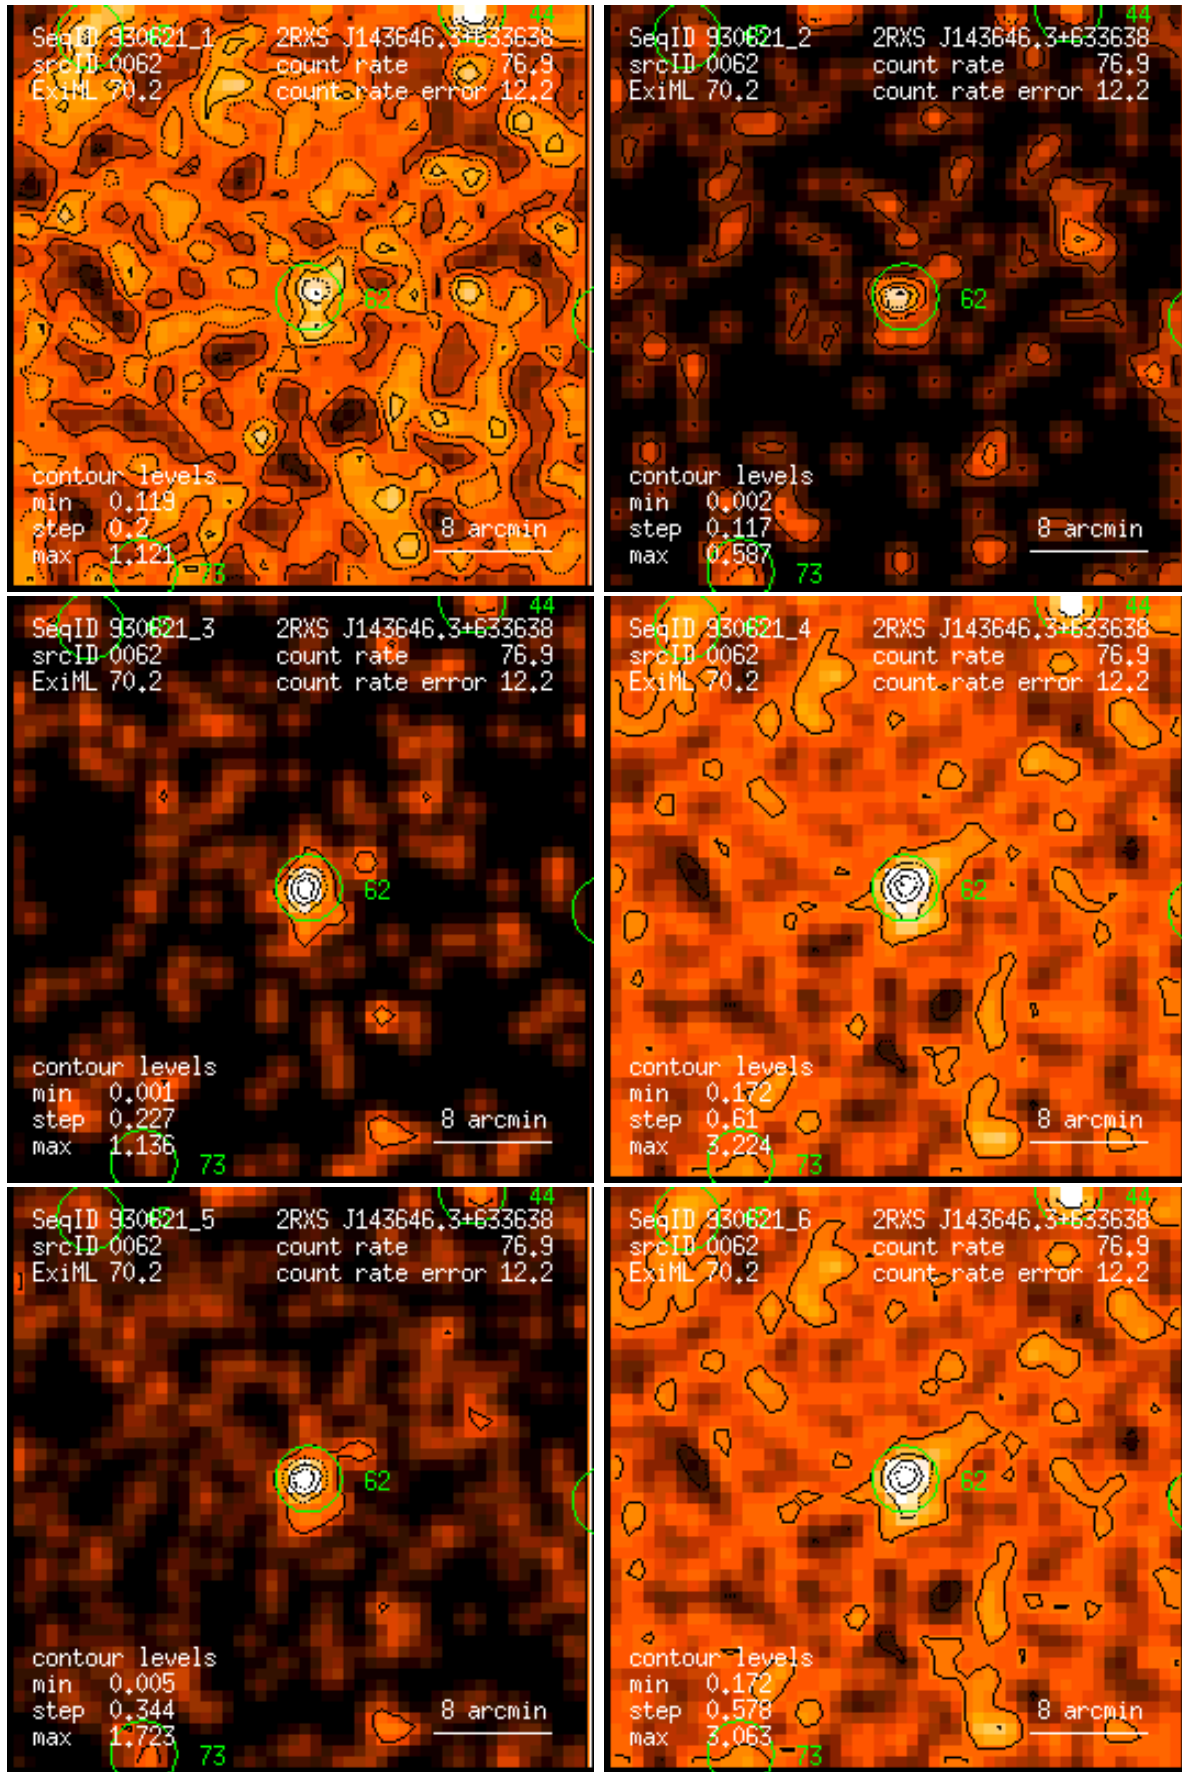 44
SeqID 930621_1 2RXS J143646.3+633638
srcID 0062 count rate 76.9
ExiML 70.2 count rate error 12.2
62
contour levels
min 0.119
step 0.2 8 arcmin
max 1.121
73
44
SeqID 930621_2 2RXS J143646.3+633638
srcID 0062 count rate 76.9
ExiML 70.2 count rate error 12.2
62
contour levels
min 0.002
step 0.117 8 arcmin
max 0.587
73
44
SeqID 930621_3 2RXS J143646.3+633638
srcID 0062 count rate 76.9
ExiML 70.2 count rate error 12.2
62
contour levels
min 0.001
step 0.227 8 arcmin
max 1.136
73
44
SeqID 930621_4 2RXS J143646.3+633638
srcID 0062 count rate 76.9
ExiML 70.2 count rate error 12.2
62
contour levels
min 0.172
step 0.61 8 arcmin
max 3.224
73
44
SeqID 930621_5 2RXS J143646.3+633638
srcID 0062 count rate 76.9
ExiML 70.2 count rate error 12.2
62
contour levels
min 0.005
step 0.344 8 arcmin
max 1.723
73
44
SeqID 930621_6 2RXS J143646.3+633638
srcID 0062 count rate 76.9
ExiML 70.2 count rate error 12.2
62
contour levels
min 0.172
step 0.578 8 arcmin
max 3.063
73